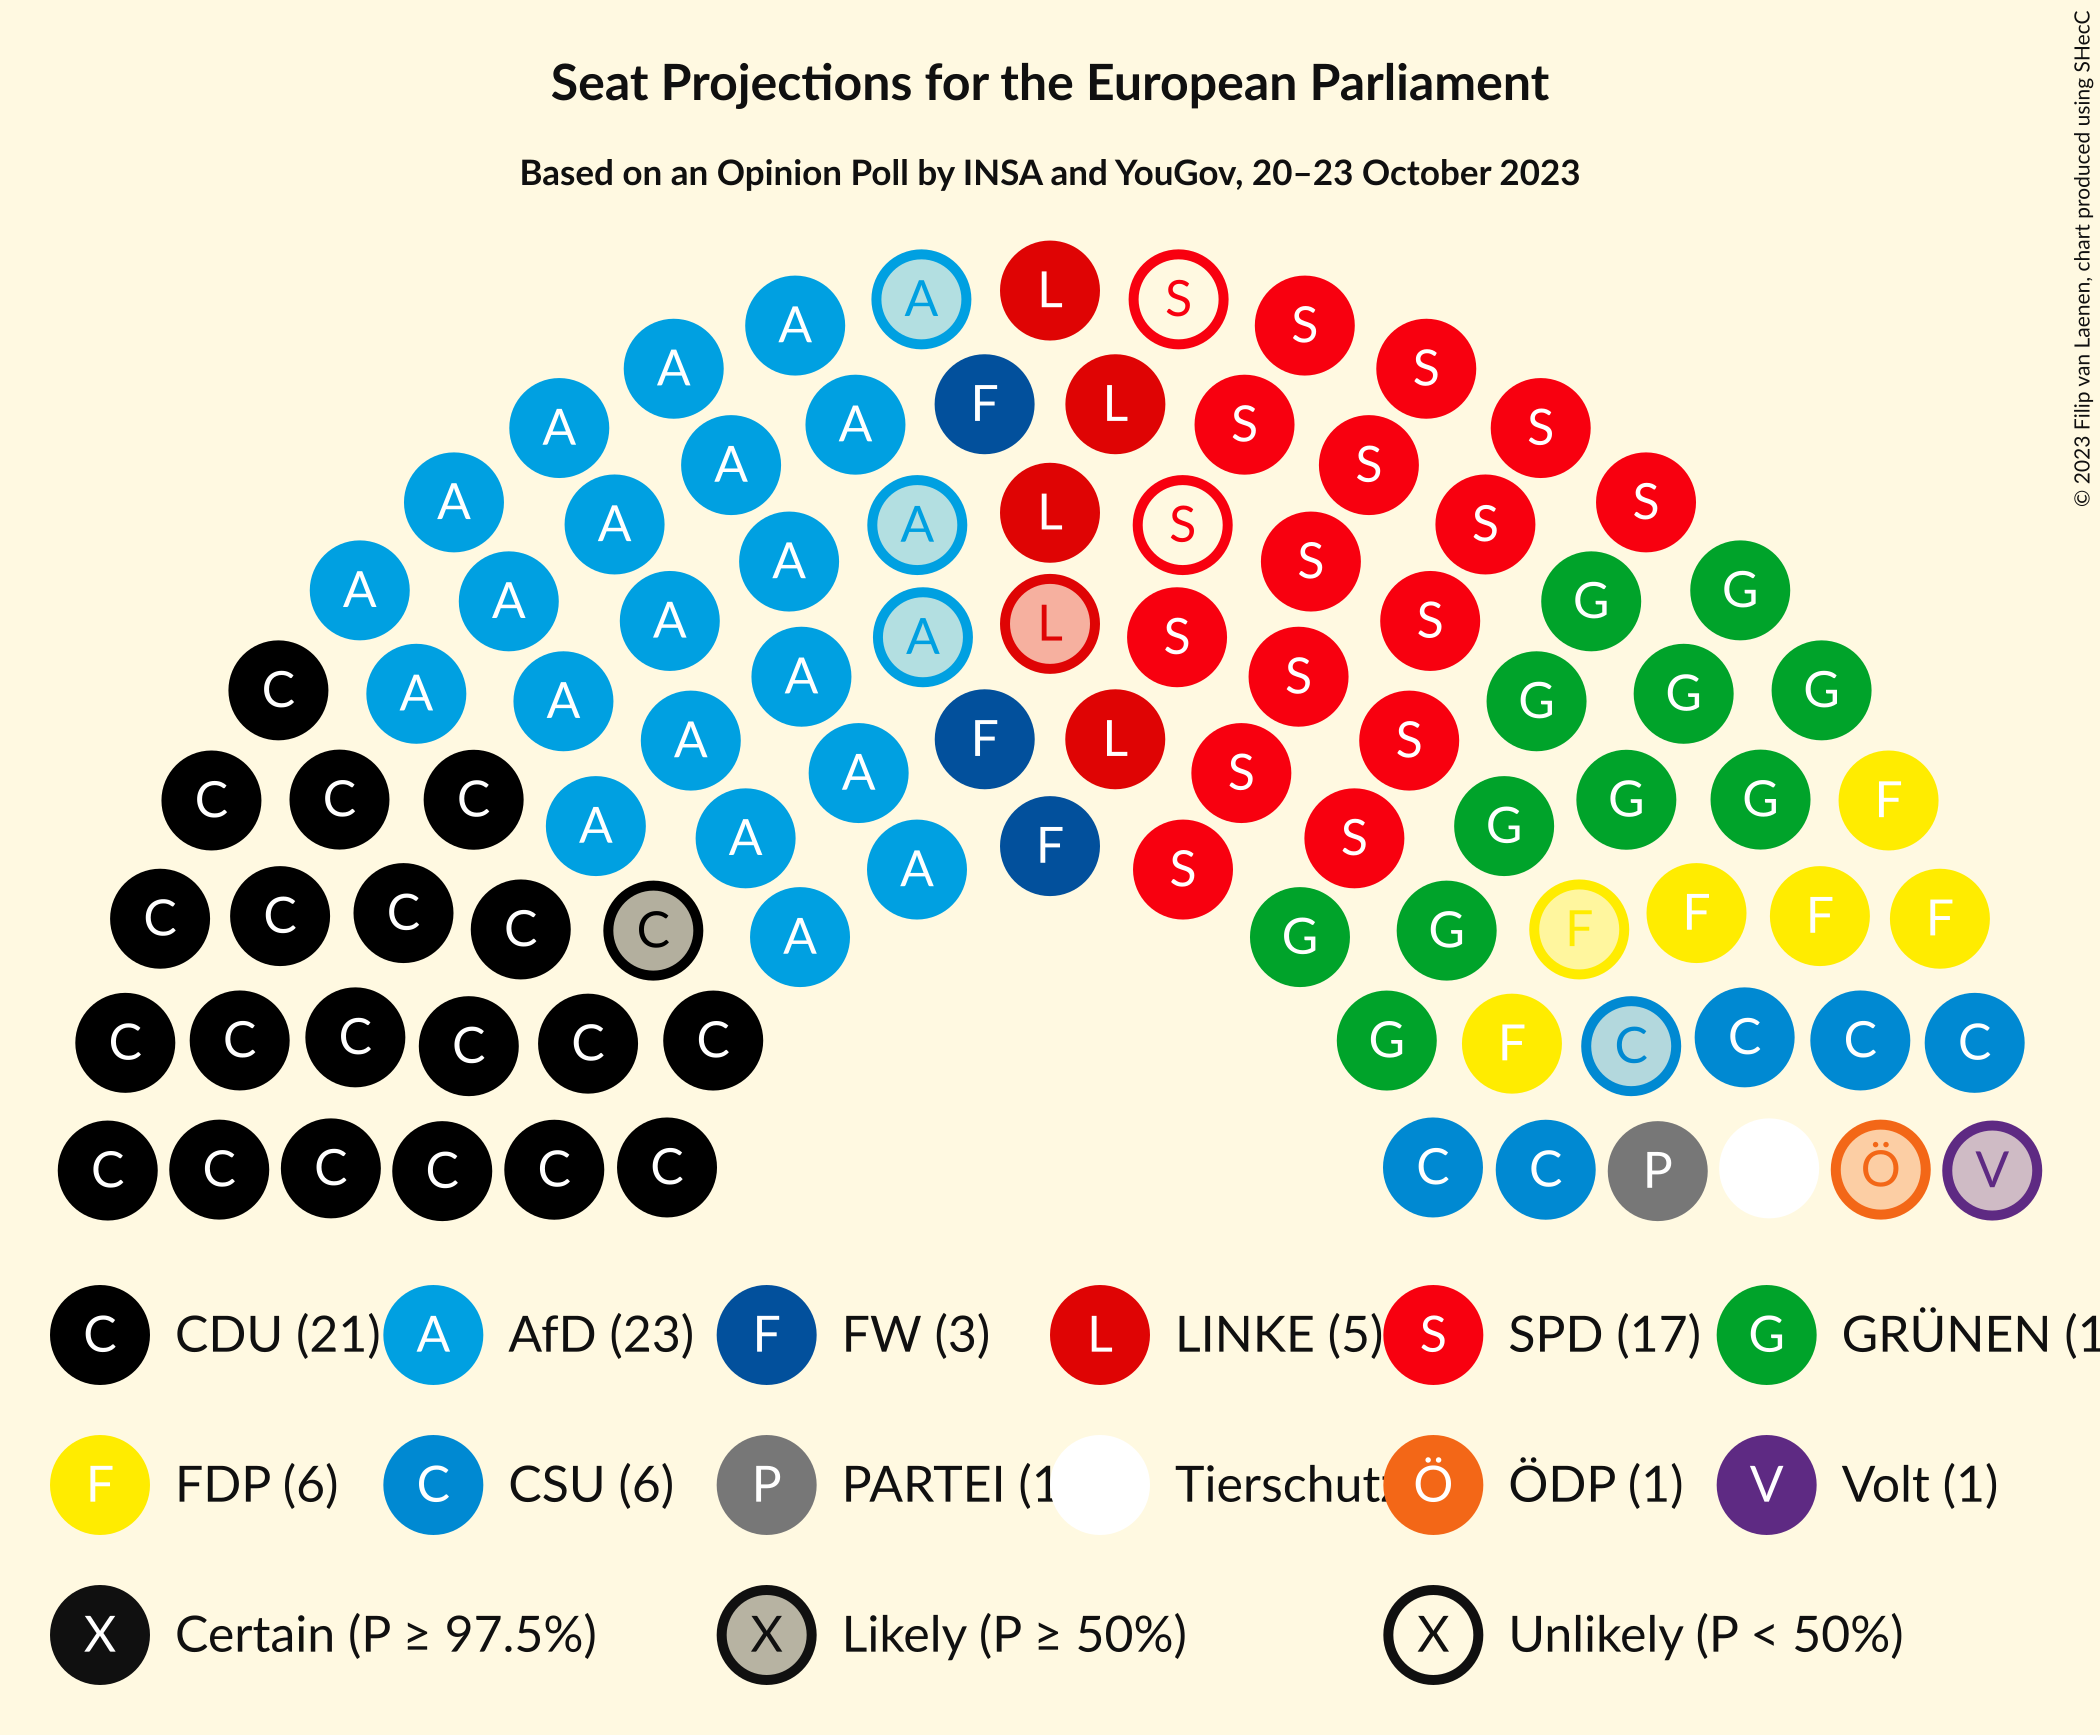 Seat Projections for the European Parliament
Based on an Opinion Poll by INSA and YouGov, 20–23 October 2023
© 2023 Filip van Laenen, chart produced using SHecC
A L S
A S
A F L S S
A A S
A A S S
A A L S
A A A S S
A A A L S G G
A A S S
C A A A S G G G
A F L S
C C C A A S G G G F
A A F S S G
C C C C C A A S G G F F F F
C C C C C C G F C C C C
C C C C C C C C P Ö V
C CDU (21) A AfD (23) F FW (3) L LINKE (5) S SPD (17) G GRÜNEN (1
F FDP (6) C CSU (6) P PARTEI (1 Tierschutz Ö ÖDP (1) V Volt (1)
X Certain (P ≥ 97.5%) X Likely (P ≥ 50%) X Unlikely (P < 50%)